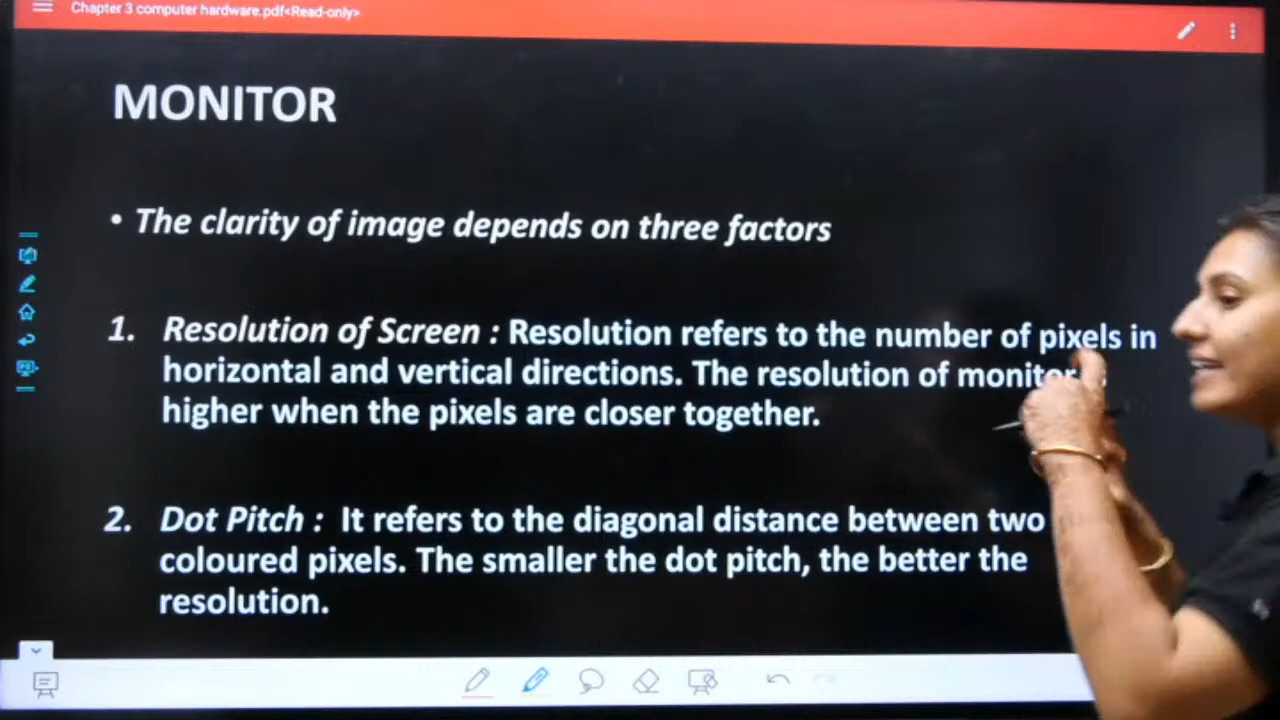 Chapter 3 computer hardware.pdf<Read-only>
MONITOR
• The clarity of image depends on three factors
1. Resolution of Screen : Resolution refers to the number of pixels in
horizontal and vertical directions. The resolution of monitor
higher when the pixels are closer together.
2. Dot Pitch : It refers to the diagonal distance between two
coloured pixels. The smaller the dot pitch, the better the
resolution.